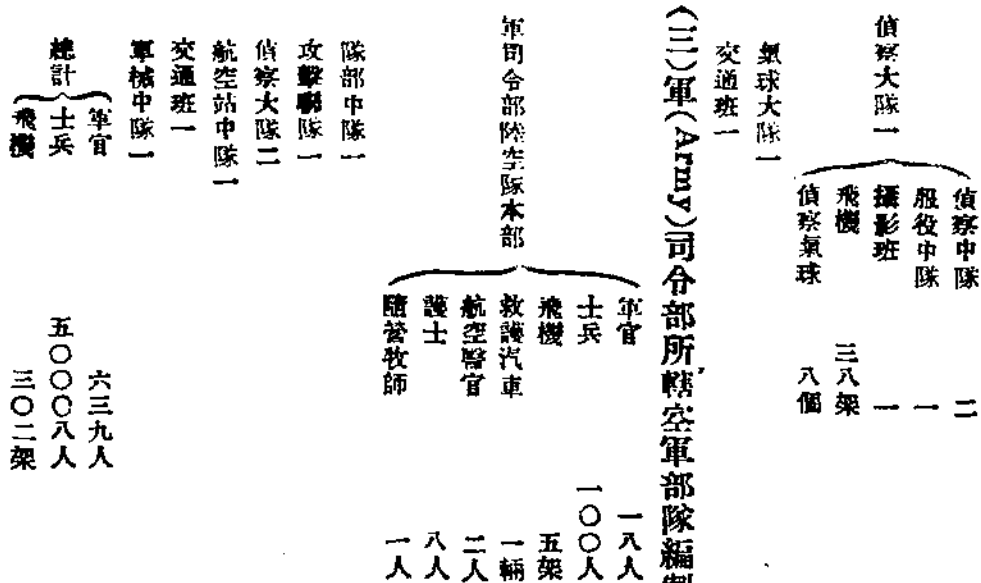 偵察大隊一
偵察中隊 二
服役中隊 一
攝影班 一
飛機 三八架
偵察氣球 八個
氣球大隊一
交通班一
(三)軍(Army)司令部所轄空軍部隊編制
軍司令部陸空隊本部
軍官 一八人
士兵 一〇〇人
飛機 五架
救護汽車 一輛
航空醫官 二人
護士 八人
隨營牧師 一人
隊部中隊一
攻擊聯隊一
偵察大隊二
航空站中隊一
交通班一
軍械中隊一
總計
軍官 六三九人
士兵 五〇〇〇八人
飛機 三〇二架